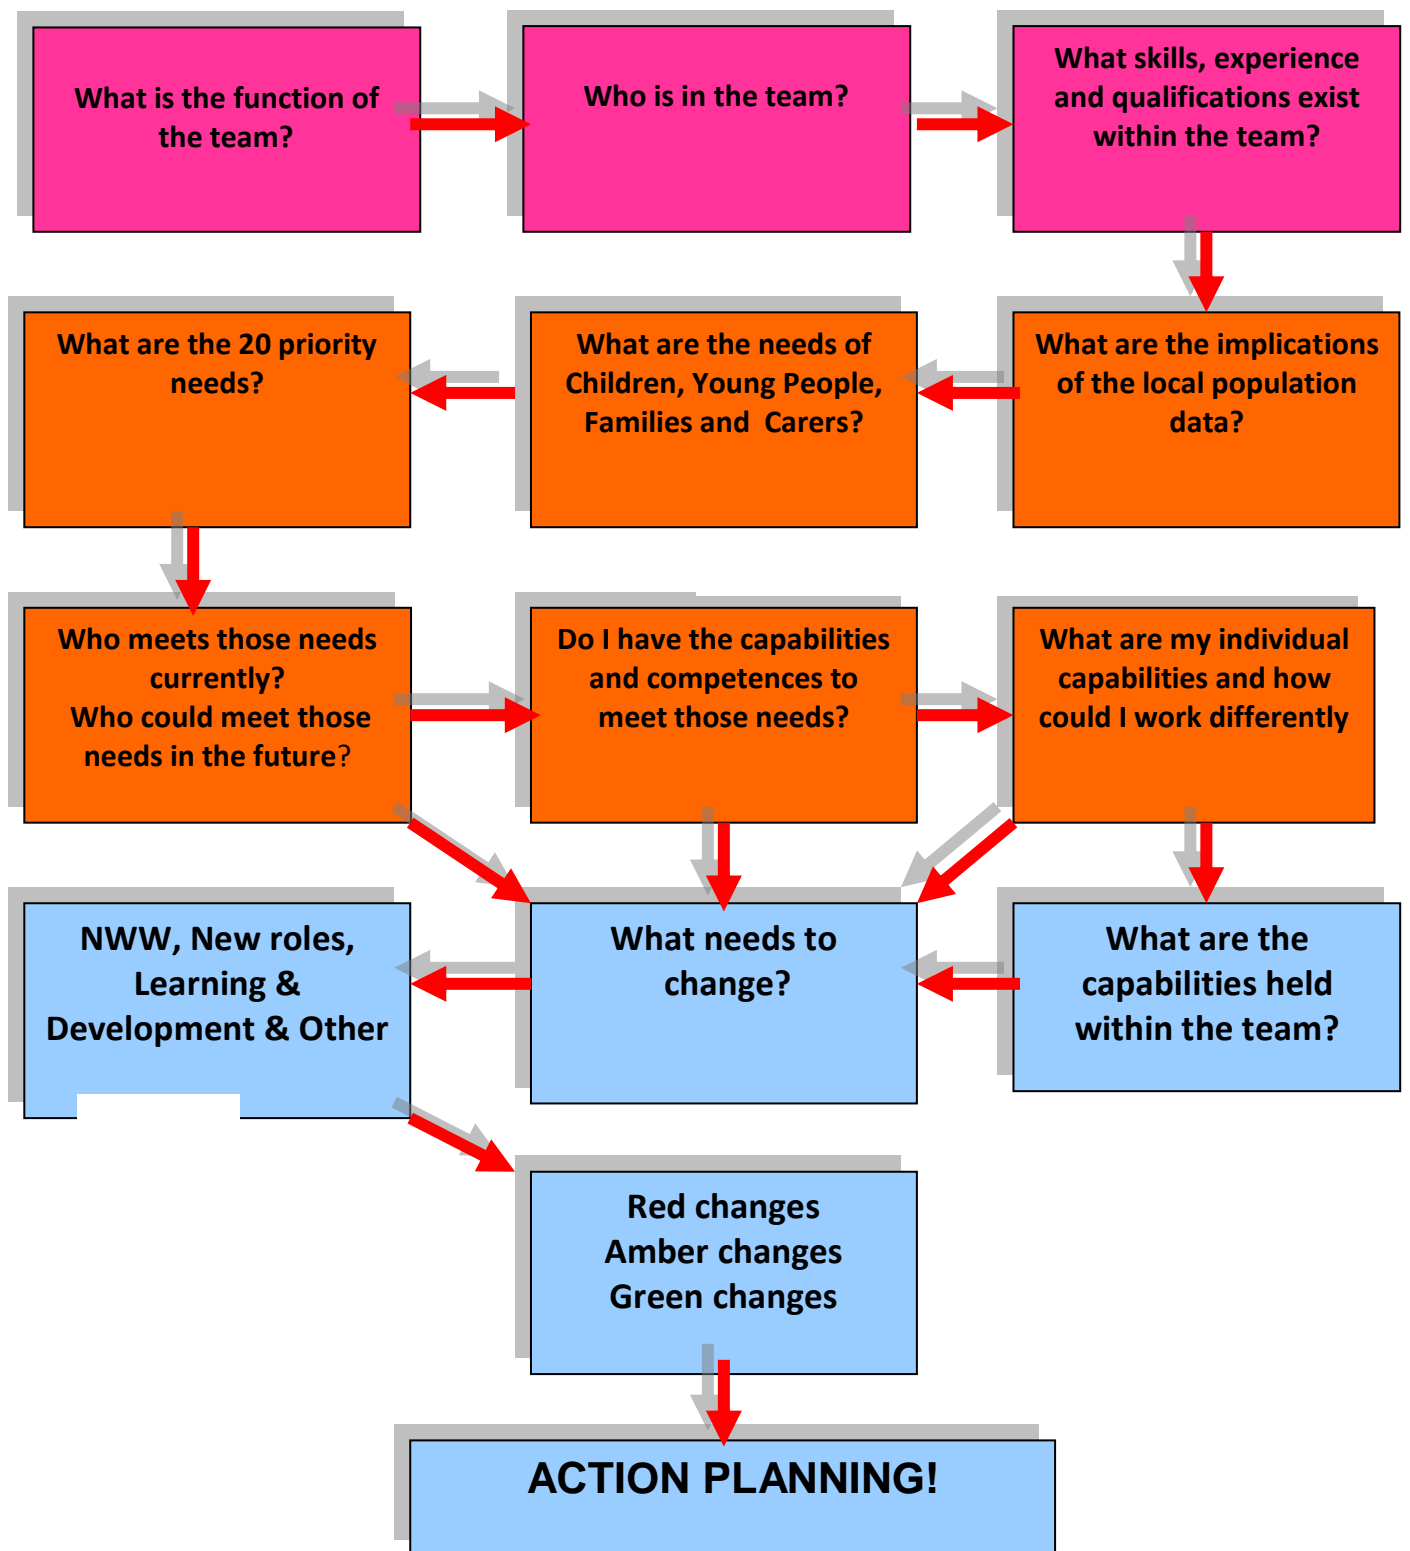 What is the function of
the team?
Who is in the team?
What skills, experience
and qualifications exist
within the team?
What are the 20 priority
needs?
What are the needs of
Children, Young People,
Families and  Carers?
What are the implications
of the local population
data?
Who meets those needs
currently?
Who could meet those
needs in the future?
Do I have the capabilities
and competences to
meet those needs?
What are my individual
capabilities and how
could I work differently
NWW, New roles,
Learning &
Development & Other
What needs to
change?
What are the
capabilities held
within the team?
Red changes
Amber changes
Green changes
ACTION PLANNING!